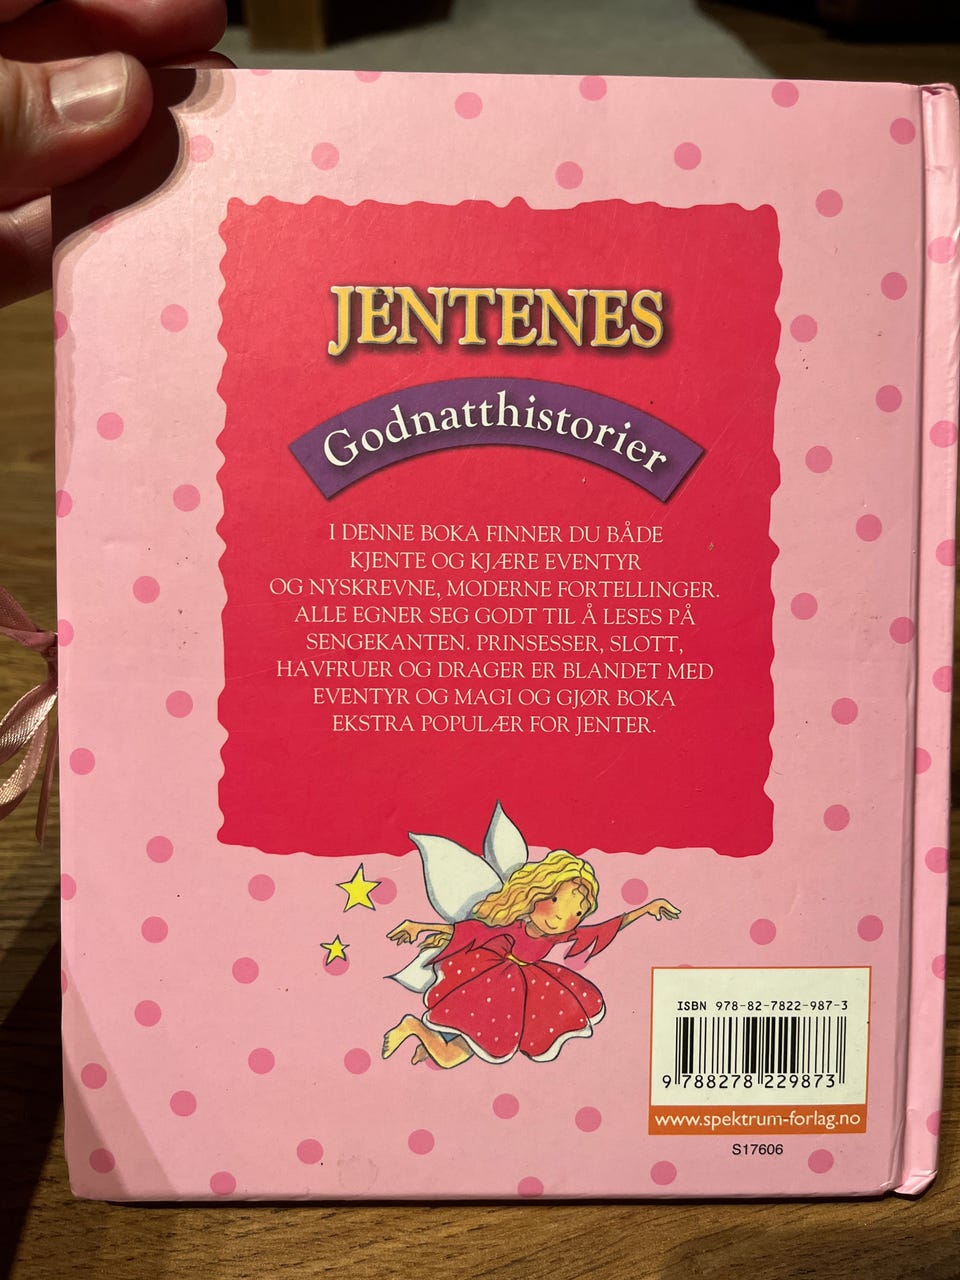 JENTENES
Godnatthistorier
I DENNE BOKA FINNER DU BÅDE
KJENTE OG KJÆRE EVENTYR
OG NYSKREVNE, MODERNE FORTELLINGER.
ALLE EGNER SEG GODT TIL Å LESES PÅ
SENGEKANTEN. PRINSESSER, SLOTT,
HAVFRUER OG DRAGER ER BLANDET MED
EVENTYR OG MAGI OG GJØR BOKA
EKSTRA POPULÆR FOR JENTER.
ISBN 978-82-7822-987-3
9 788278 229873
www.spektrum-forlag.no
S17606